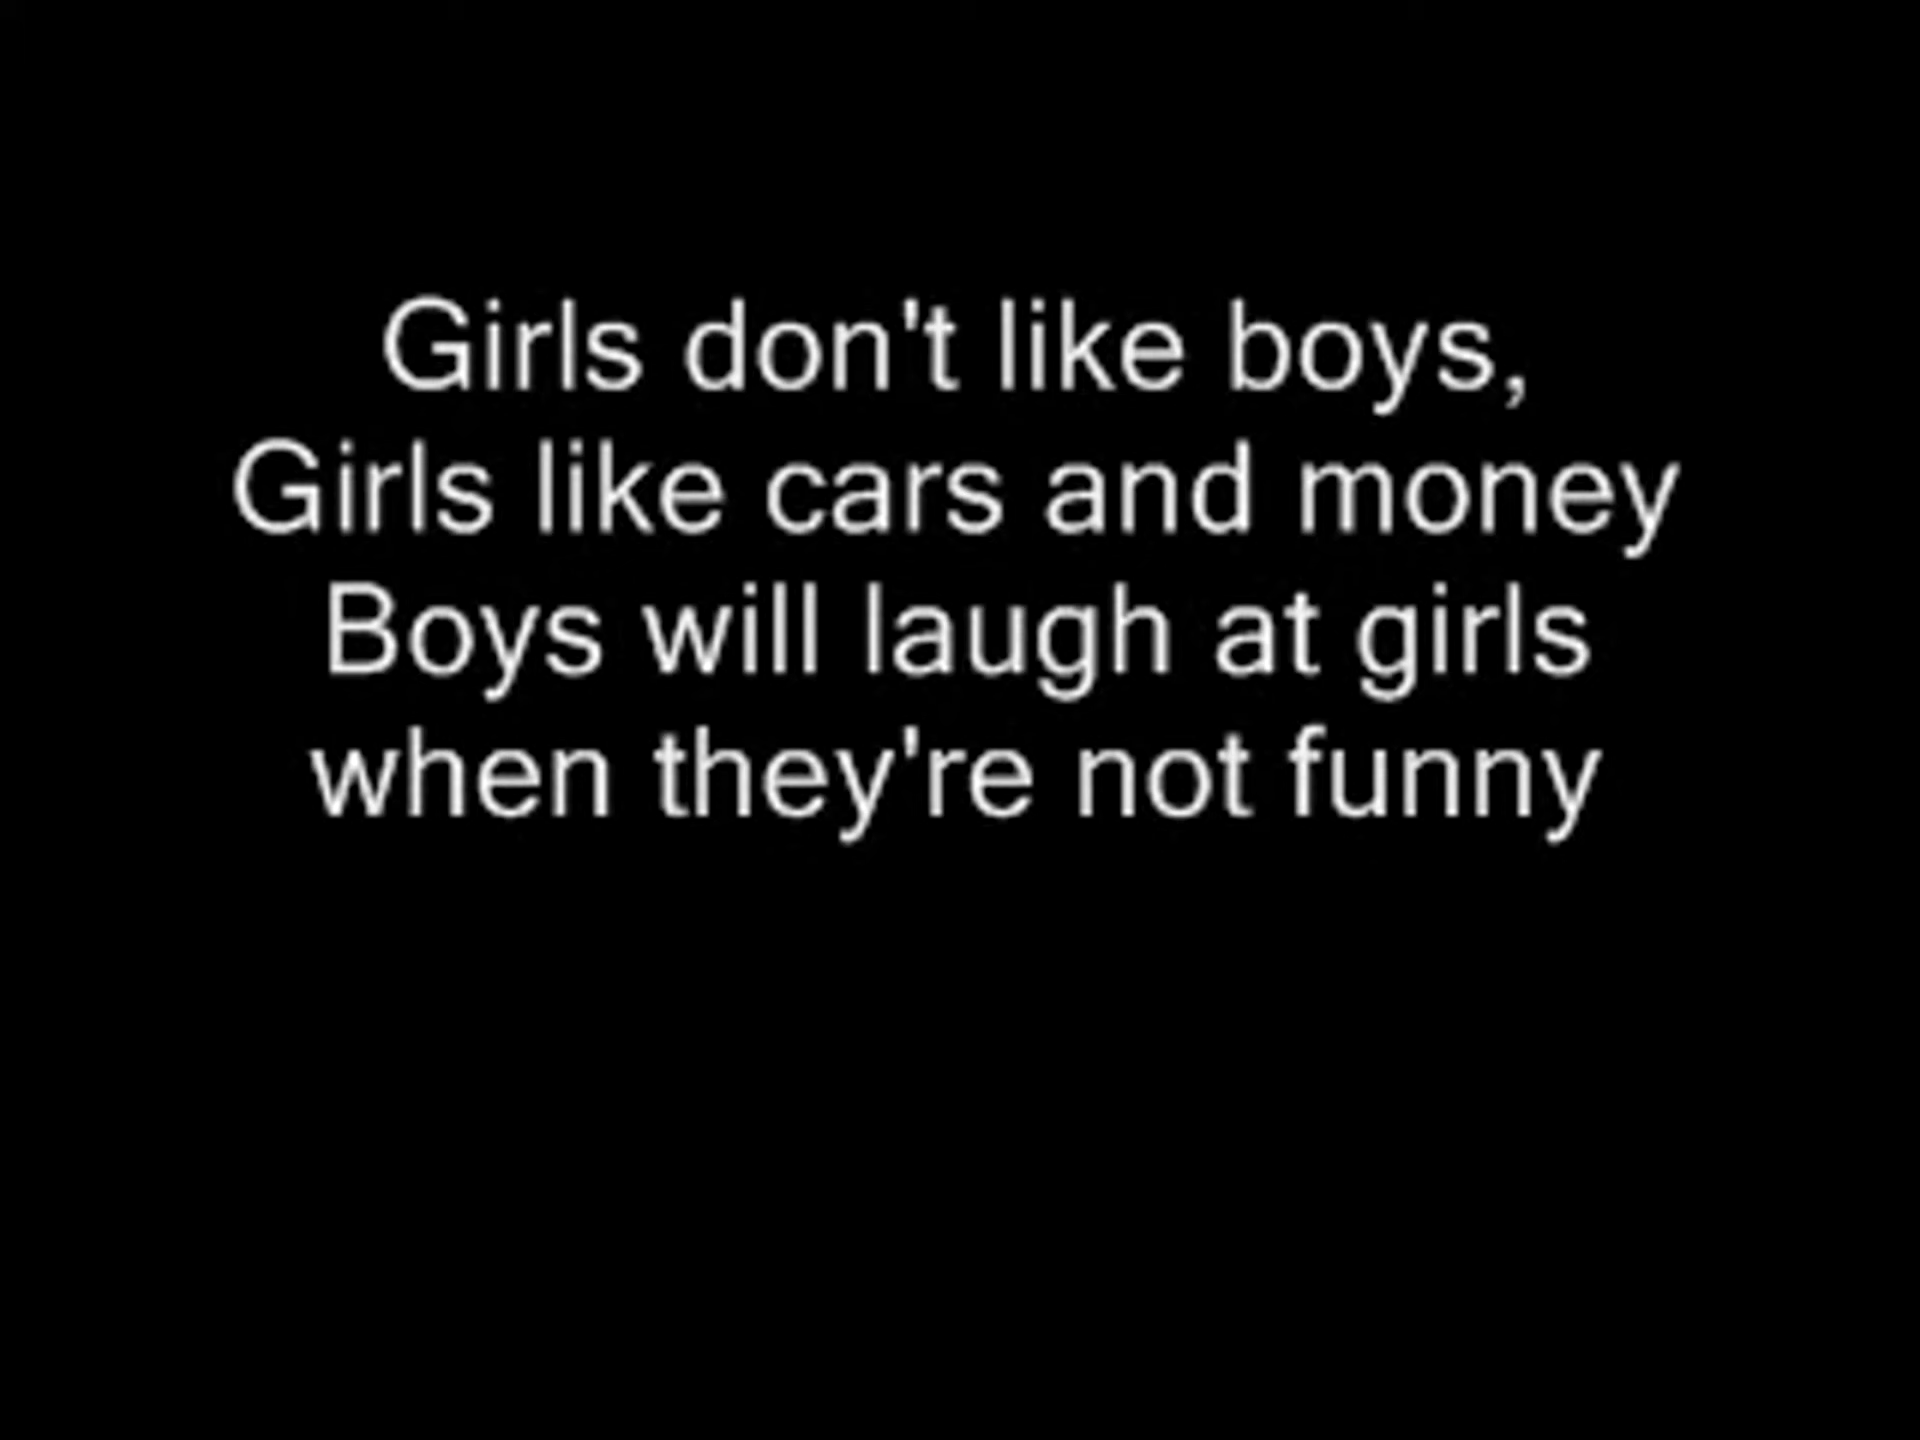 Girls don't like boys,
Girls like cars and money
Boys will laugh at girls
when they're not funny